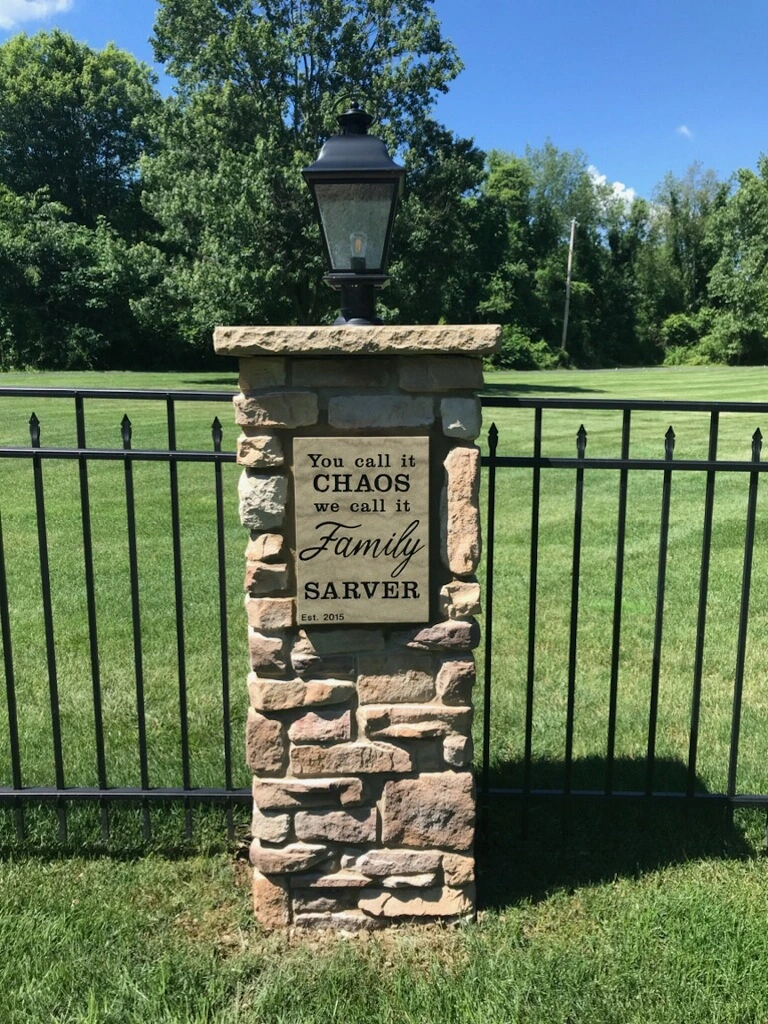 You call it
CHAOS
we call it
Family
SARVER
Est. 2015